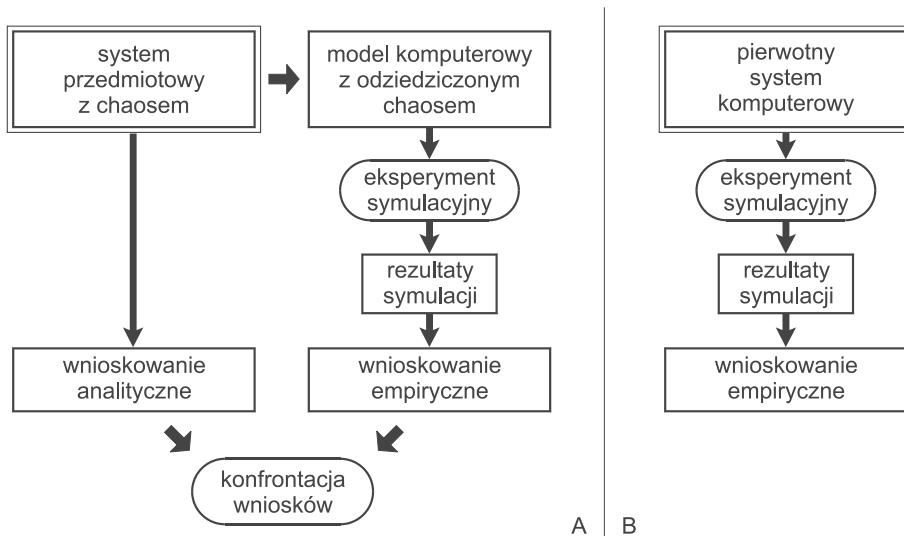 system
przedmiotowy
z chaosem
model komputerowy
z odziedziczonym
chaosem
eksperyment
symulacyjny
rezultaty
symulacji
wnioskowanie
analityczne
wnioskowanie
empiryczne
konfrontacja
wniosków
A
pierwotny
system
komputerowy
eksperyment
symulacyjny
rezultaty
symulacji
wnioskowanie
empiryczne
B